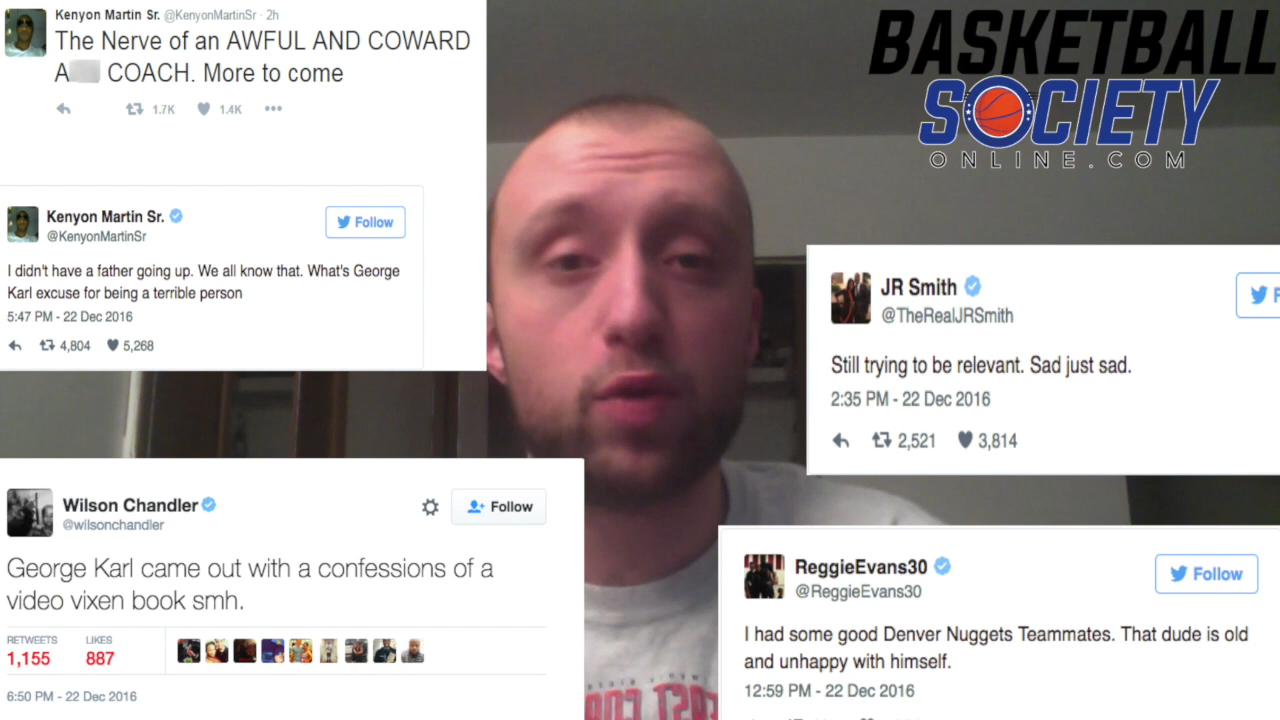 Kenyon Martin Sr. @KenyonMartinSr · 2h
The Nerve of an AWFUL AND COWARD
A COACH. More to come
1.7K 1.4K
BASKETBALL
SOCIETY
ONLINE.COM
Kenyon Martin Sr.
@KenyonMartinSr
Follow
I didn't have a father going up. We all know that. What's George
Karl excuse for being a terrible person
5:47 PM - 22 Dec 2016
4,804 5,268
JR Smith
@TheRealJRSmith
F
Still trying to be relevant. Sad just sad.
2:35 PM - 22 Dec 2016
2,521 3,814
Wilson Chandler
@wilsonchandler
Follow
George Karl came out with a confessions of a
video vixen book smh.
RETWEETS LIKES
1,155 887
6:50 PM - 22 Dec 2016
ReggieEvans30
@ReggieEvans30
Follow
I had some good Denver Nuggets Teammates. That dude is old
and unhappy with himself.
12:59 PM - 22 Dec 2016